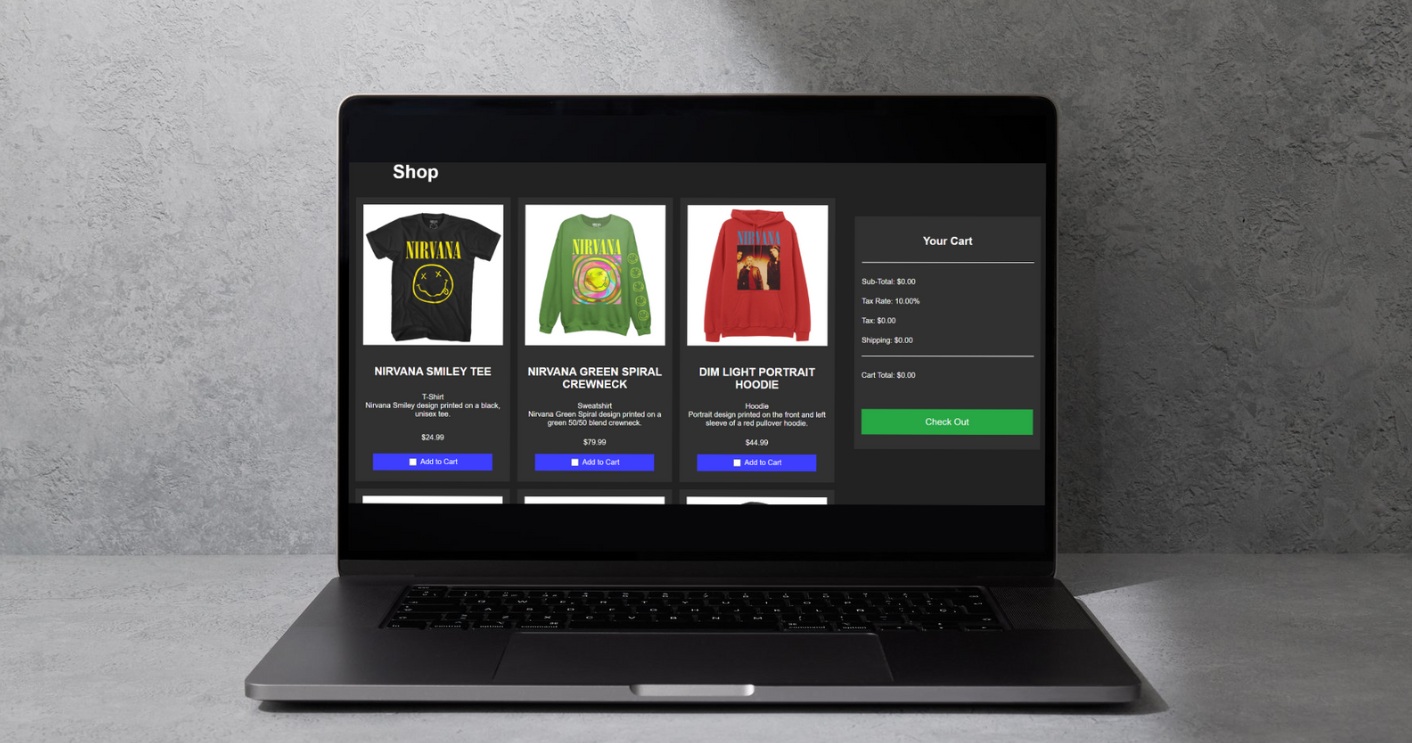 Shop
NIRVANA
NIRVANA SMILEY TEE
T-Shirt
Nirvana Smiley design printed on a black,
unisex tee.
$24.99
Add to Cart
NIRVANA
NIRVANA GREEN SPIRAL
CREWNECK
Sweatshirt
Nirvana Green Spiral design printed on a
green 50/50 blend crewneck.
$79.99
Add to Cart
NIRVANA
DIM LIGHT PORTRAIT
HOODIE
Hoodie
Portrait design printed on the front and left
sleeve of a red pullover hoodie.
$44.99
Add to Cart
Your Cart
Sub-Total: $0.00
Tax Rate: 10.00%
Tax: $0.00
Shipping: $0.00
Cart Total: $0.00
Check Out